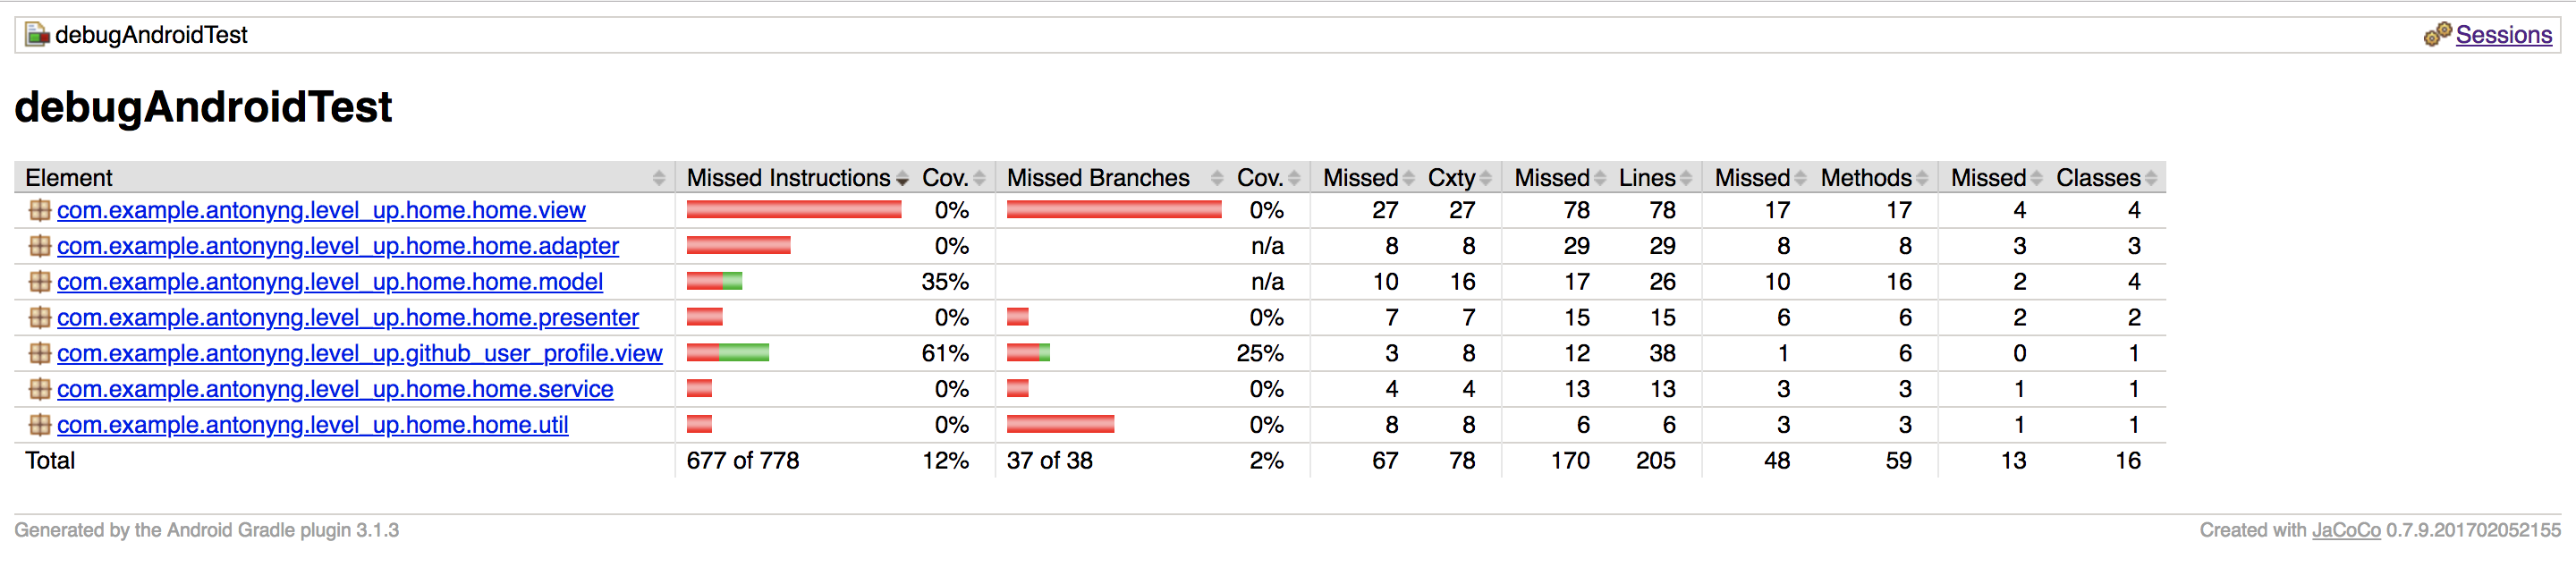 debugAndroidTest Sessions
debugAndroidTest
Element Missed Instructions Cov. Missed Branches Cov. Missed Cxty Missed Lines Missed Methods Missed Classes
com.example.antonyng.level_up.home.home.view 0% 0% 27 27 78 78 17 17 4 4
com.example.antonyng.level_up.home.home.adapter 0% n/a 8 8 29 29 8 8 3 3
com.example.antonyng.level_up.home.home.model 35% n/a 10 16 17 26 10 16 2 4
com.example.antonyng.level_up.home.home.presenter 0% 0% 7 7 15 15 6 6 2 2
com.example.antonyng.level_up.github_user_profile.view 61% 25% 3 8 12 38 1 6 0 1
com.example.antonyng.level_up.home.home.service 0% 0% 4 4 13 13 3 3 1 1
com.example.antonyng.level_up.home.home.util 0% 0% 8 8 6 6 3 3 1 1
Total 677 of 778 12% 37 of 38 2% 67 78 170 205 48 59 13 16
Generated by the Android Gradle plugin 3.1.3 Created with JaCoCo 0.7.9.201702052155